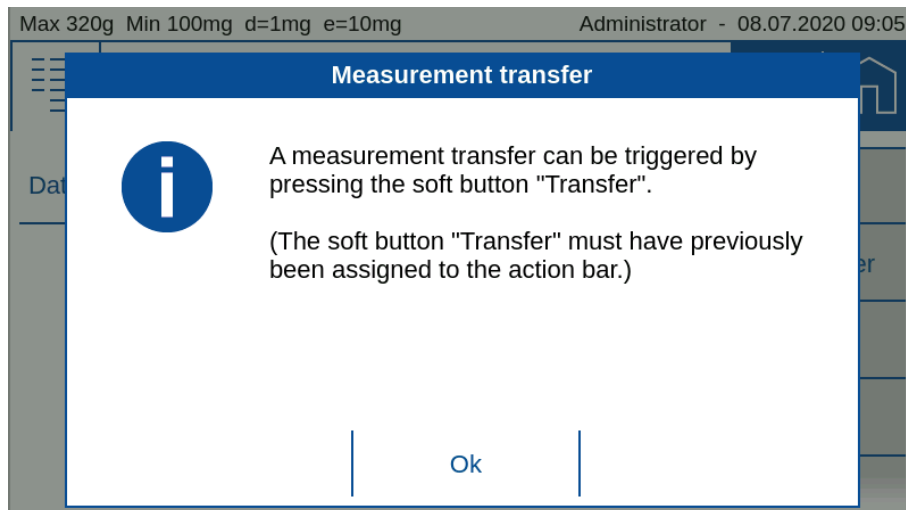 Max 320g Min 100mg d=1mg e=10mg Administrator - 08.07.2020 09:05
Measurement transfer
A measurement transfer can be triggered by
pressing the soft button "Transfer".
(The soft button "Transfer" must have previously
been assigned to the action bar.)
Ok